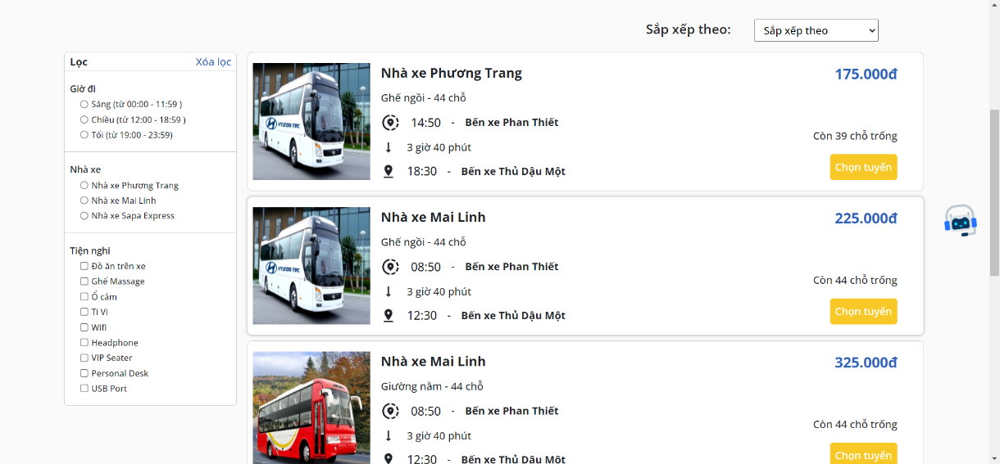 Sắp xếp theo:
Sắp xếp theo
Lọc
Xóa lọc
Giờ đi
Sáng (từ 00:00 - 11:59 )
Chiều (từ 12:00 - 18:59 )
Tối (từ 19:00 - 23:59)
Nhà xe
Nhà xe Phương Trang
Nhà xe Mai Linh
Nhà xe Sapa Express
Tiện nghi
Đồ ăn trên xe
Ghế Massage
Ổ cắm
Ti Vi
Wifi
Headphone
VIP Seater
Personal Desk
USB Port
HYUNDAI MPC
Nhà xe Phương Trang
175.000đ
Ghế ngồi - 44 chỗ
14:50 - Bến xe Phan Thiết
3 giờ 40 phút
Còn 39 chỗ trống
18:30 - Bến xe Thủ Dậu Một
Chọn tuyến
HYUNDAI MPC
Nhà xe Mai Linh
225.000đ
Ghế ngồi - 44 chỗ
08:50 - Bến xe Phan Thiết
3 giờ 40 phút
Còn 44 chỗ trống
12:30 - Bến xe Thủ Dậu Một
Chọn tuyến
Nhà xe Mai Linh
325.000đ
Giường nằm - 44 chỗ
08:50 - Bến xe Phan Thiết
3 giờ 40 phút
Còn 44 chỗ trống
12:30 - Bến xe Thủ Dậu Một
Chọn tuyến